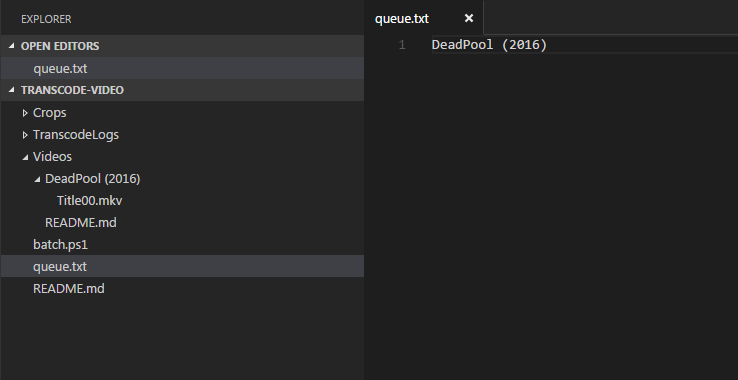 EXPLORER
OPEN EDITORS
queue.txt
TRANSCODE-VIDEO
Crops
TranscodeLogs
Videos
DeadPool (2016)
Title00.mkv
README.md
batch.ps1
queue.txt
README.md
queue.txt ×
1 DeadPool (2016)